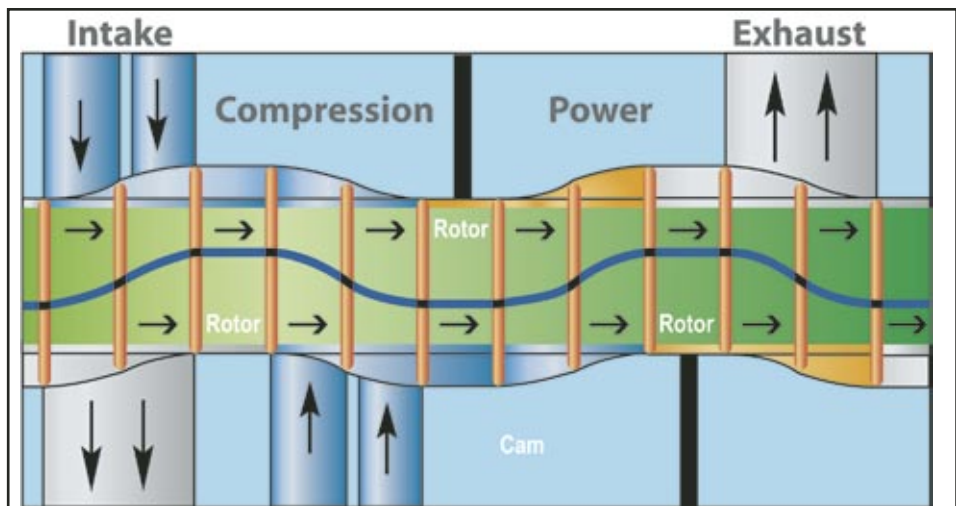 Intake
Exhaust
Compression
Power
Rotor
Rotor
Rotor
Cam